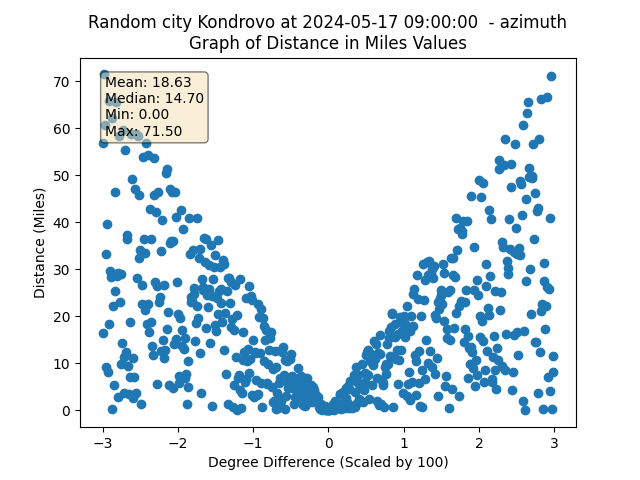 Random city Kondrovo at 2024-05-17 09:00:00 - azimuth
Graph of Distance in Miles Values
Mean: 18.63
Median: 14.70
Min: 0.00
Max: 71.50
Distance (Miles)
70
60
50
40
30
20
10
0
−3
−2
−1
0
1
2
3
Degree Difference (Scaled by 100)